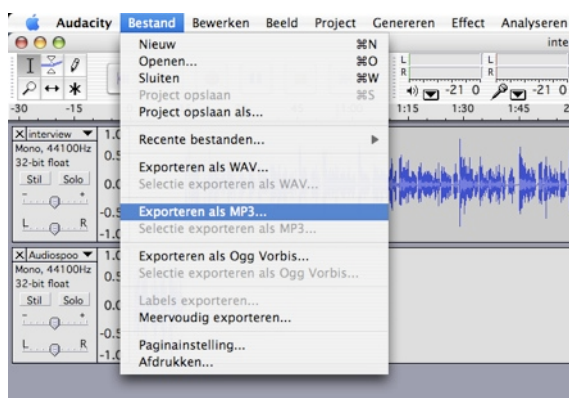 Audacity Bestand Bewerken Beeld Project Genereren Effect Analyseren
inte
Nieuw ⌘N
Openen... ⌘O
Sluiten ⌘W
Project opslaan ⌘S
Project opslaan als...
Recente bestanden...
Exporteren als WAV...
Selectie exporteren als WAV...
Exporteren als MP3...
Selectie exporteren als MP3...
Exporteren als Ogg Vorbis...
Selectie exporteren als Ogg Vorbis...
Labels exporteren...
Meervoudig exporteren...
Paginainstelling...
Afdrukken...
L L
R R
-21 0 -21 0
-30 -15 1:15 1:30 1:45 2
interview 1.0
Mono, 44100Hz
32-bit float 0.5
Stil Solo 0.0
- +
-0.5
L R
-1.0
Audiospoo 1.0
Mono, 44100Hz
32-bit float 0.5
Stil Solo 0.0
- +
-0.5
L R
-1.0